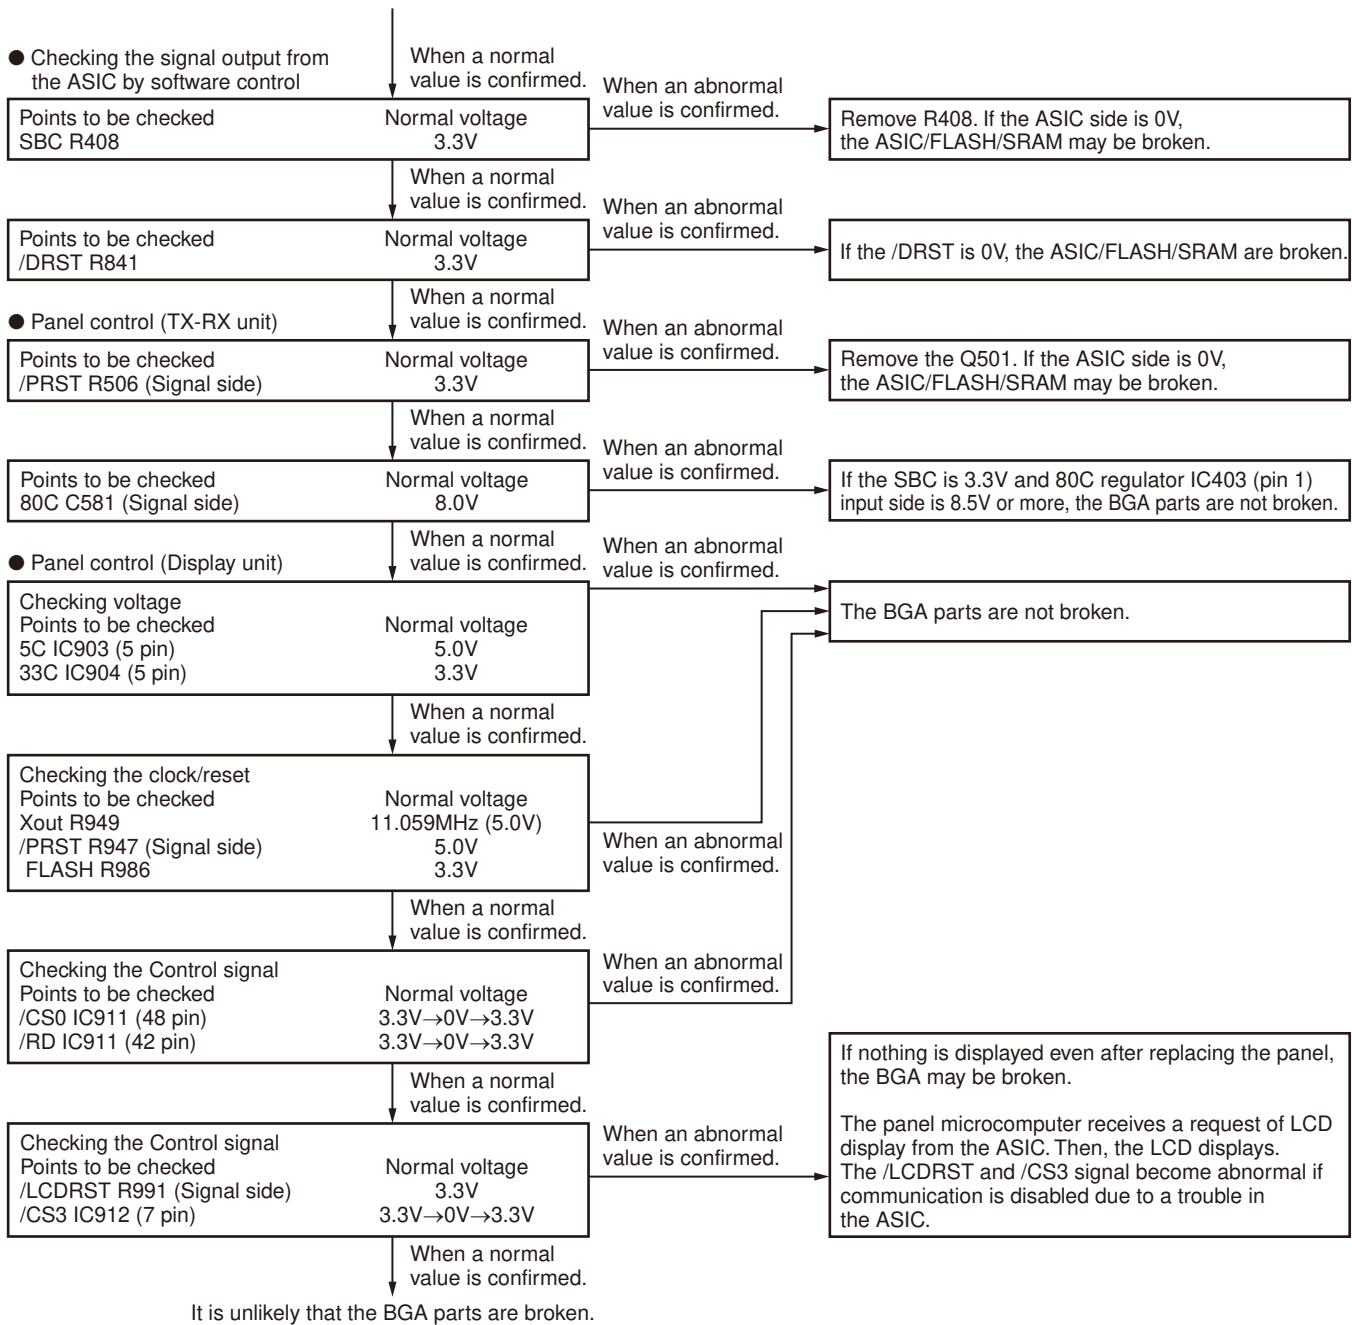 When a normal
value is confirmed.
● Checking the signal output from
the ASIC by software control
When an abnormal
value is confirmed.
Points to be checked Normal voltage
SBC R408 3.3V
Remove R408. If the ASIC side is 0V,
the ASIC/FLASH/SRAM may be broken.
When a normal
value is confirmed.
When an abnormal
value is confirmed.
Points to be checked Normal voltage
/DRST R841 3.3V
If the /DRST is 0V, the ASIC/FLASH/SRAM are broken.
When a normal
value is confirmed.
● Panel control (TX-RX unit)
When an abnormal
value is confirmed.
Points to be checked Normal voltage
/PRST R506 (Signal side) 3.3V
Remove the Q501. If the ASIC side is 0V,
the ASIC/FLASH/SRAM may be broken.
When a normal
value is confirmed.
When an abnormal
value is confirmed.
Points to be checked Normal voltage
80C C581 (Signal side) 8.0V
If the SBC is 3.3V and 80C regulator IC403 (pin 1)
input side is 8.5V or more, the BGA parts are not broken.
When a normal
value is confirmed.
● Panel control (Display unit)
When an abnormal
value is confirmed.
Checking voltage
Points to be checked Normal voltage
5C IC903 (5 pin) 5.0V
33C IC904 (5 pin) 3.3V
The BGA parts are not broken.
When a normal
value is confirmed.
Checking the clock/reset
Points to be checked Normal voltage
Xout R949 11.059MHz (5.0V)
/PRST R947 (Signal side) 5.0V
FLASH R986 3.3V
When an abnormal
value is confirmed.
When a normal
value is confirmed.
Checking the Control signal
Points to be checked Normal voltage
/CS0 IC911 (48 pin) 3.3V→0V→3.3V
/RD IC911 (42 pin) 3.3V→0V→3.3V
When an abnormal
value is confirmed.
When a normal
value is confirmed.
Checking the Control signal
Points to be checked Normal voltage
/LCDRST R991 (Signal side) 3.3V
/CS3 IC912 (7 pin) 3.3V→0V→3.3V
When an abnormal
value is confirmed.
If nothing is displayed even after replacing the panel,
the BGA may be broken.
The panel microcomputer receives a request of LCD
display from the ASIC. Then, the LCD displays.
The /LCDRST and /CS3 signal become abnormal if
communication is disabled due to a trouble in
the ASIC.
When a normal
value is confirmed.
It is unlikely that the BGA parts are broken.